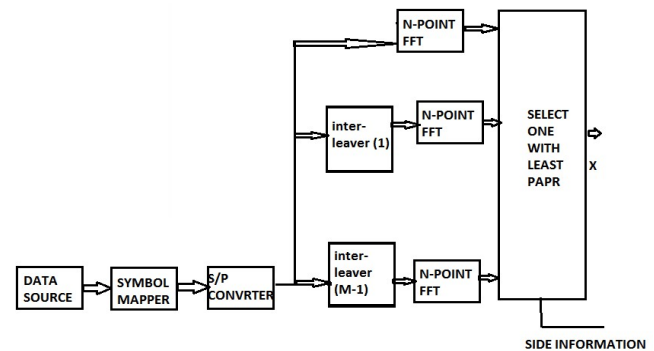 N-POINT
FFT
inter-
leaver (1)
N-POINT
FFT
SELECT
ONE
WITH
LEAST
PAPR
X
inter-
leaver
(M-1)
N-POINT
FFT
DATA
SOURCE
SYMBOL
MAPPER
S/P
CONVRTER
SIDE INFORMATION